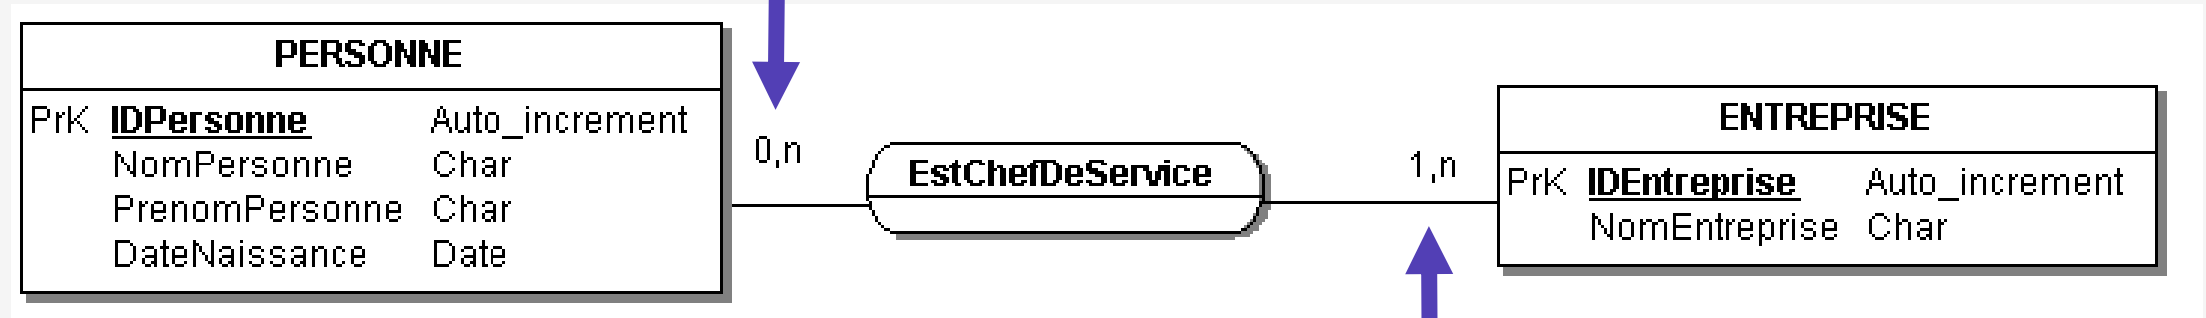 PERSONNE
PrK IDPersonne Auto_increment
NomPersonne Char
PrenomPersonne Char
DateNaissance Date
0,n
EstChefDeService
1,n
ENTREPRISE
PrK IDEntreprise Auto_increment
NomEntreprise Char